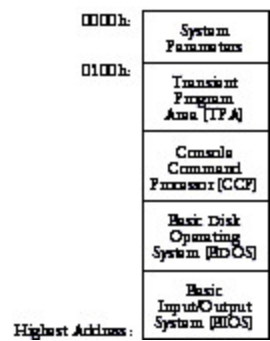 0000h:
System
Parameters
0100h:
Transient
Program
Area [TPA]
Console
Command
Processor [CCP]
Basic Disk
Operating
System [BDOS]
Basic
Input/Output
System [BIOS]
Highest Address: